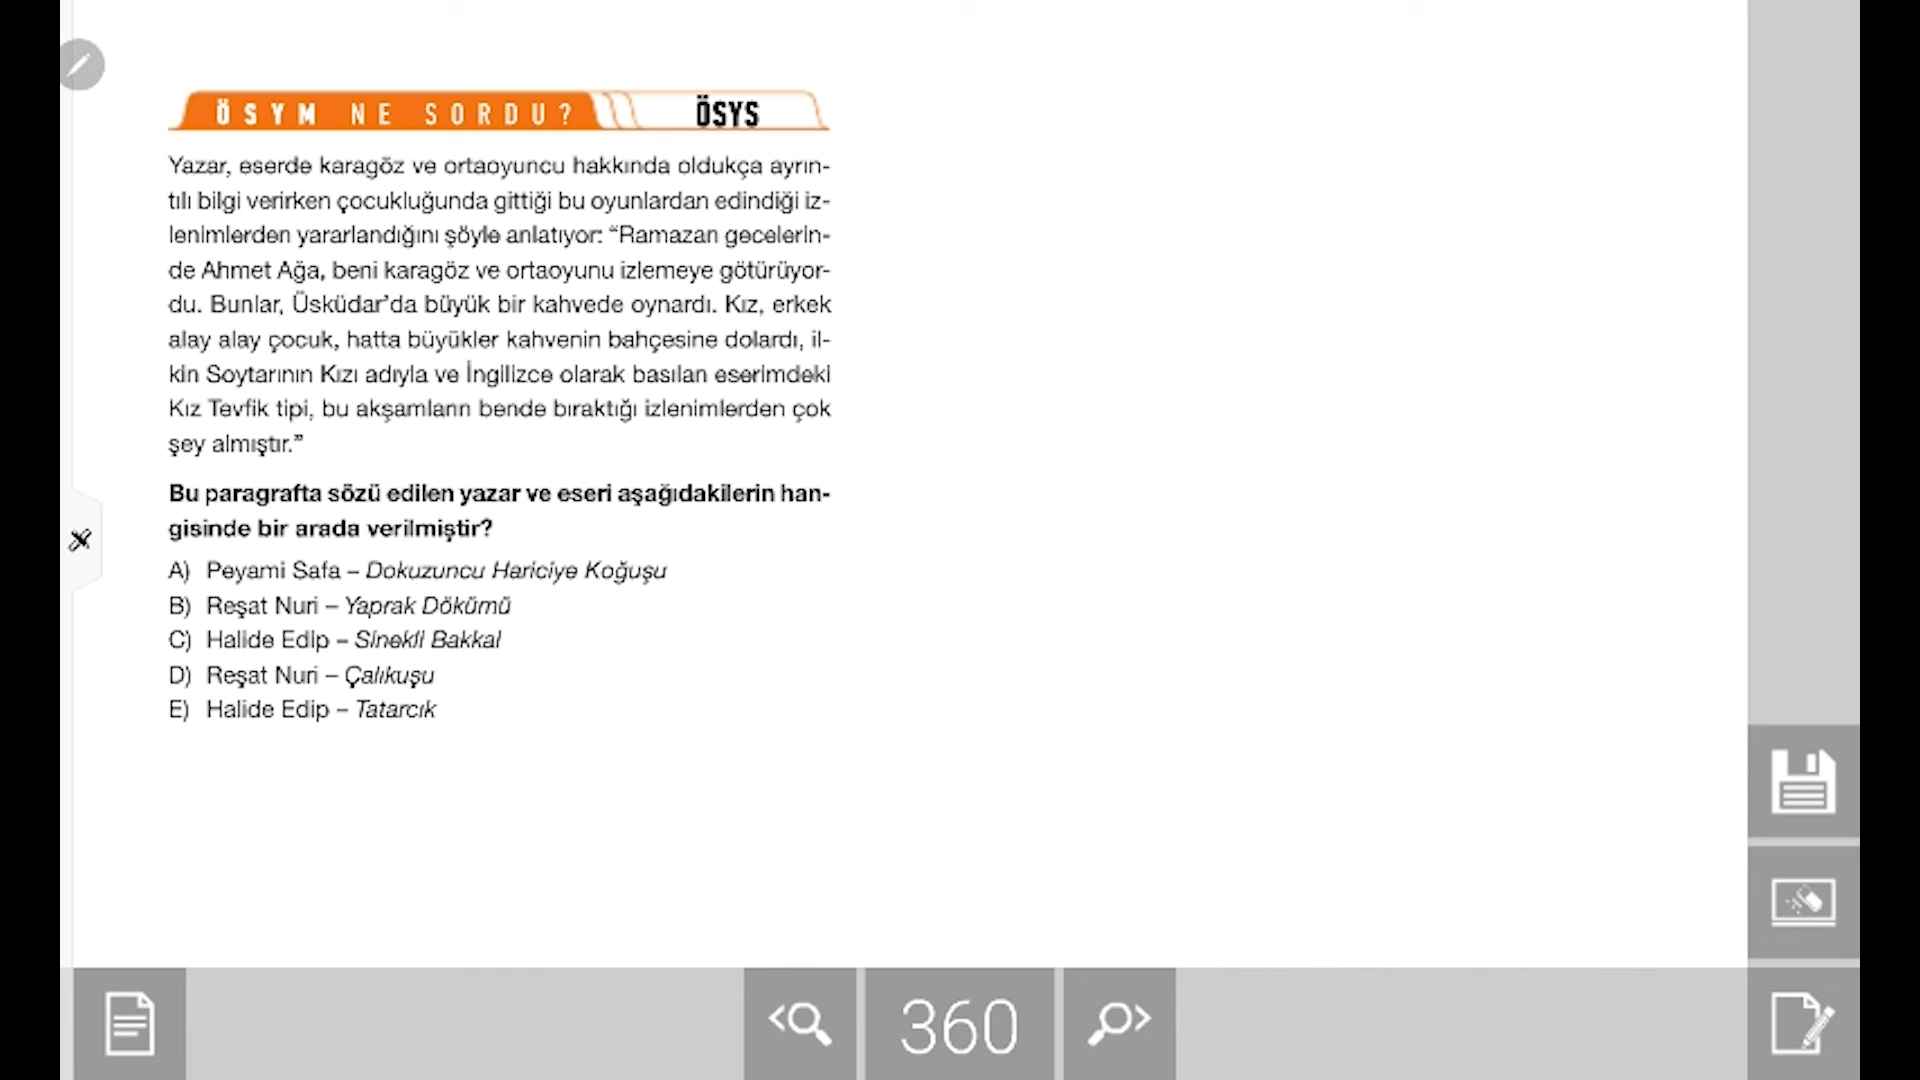 ÖSYM NE SORDU? ÖSYS
Yazar, eserde karagöz ve ortaoyuncu hakkında oldukça ayrın-
tılı bilgi verirken çocukluğunda gittiği bu oyunlardan edindiği iz-
lenimlerden yararlandığını şöyle anlatıyor: “Ramazan gecelerin-
de Ahmet Ağa, beni karagöz ve ortaoyunu izlemeye götürüyor-
du. Bunlar, Üsküdar’da büyük bir kahvede oynardı. Kız, erkek
alay alay çocuk, hatta büyükler kahvenin bahçesine dolardı, il-
kin Soytarının Kızı adıyla ve İngilizce olarak basılan eserimdeki
Kız Tevfik tipi, bu akşamların bende bıraktığı izlenimlerden çok
şey almıştır.”
Bu paragrafta sözü edilen yazar ve eseri aşağıdakilerin han-
gisinde bir arada verilmiştir?
A) Peyami Safa – Dokuzuncu Hariciye Koğuşu
B) Reşat Nuri – Yaprak Dökümü
C) Halide Edip – Sinekli Bakkal
D) Reşat Nuri – Çalıkuşu
E) Halide Edip – Tatarcık
360